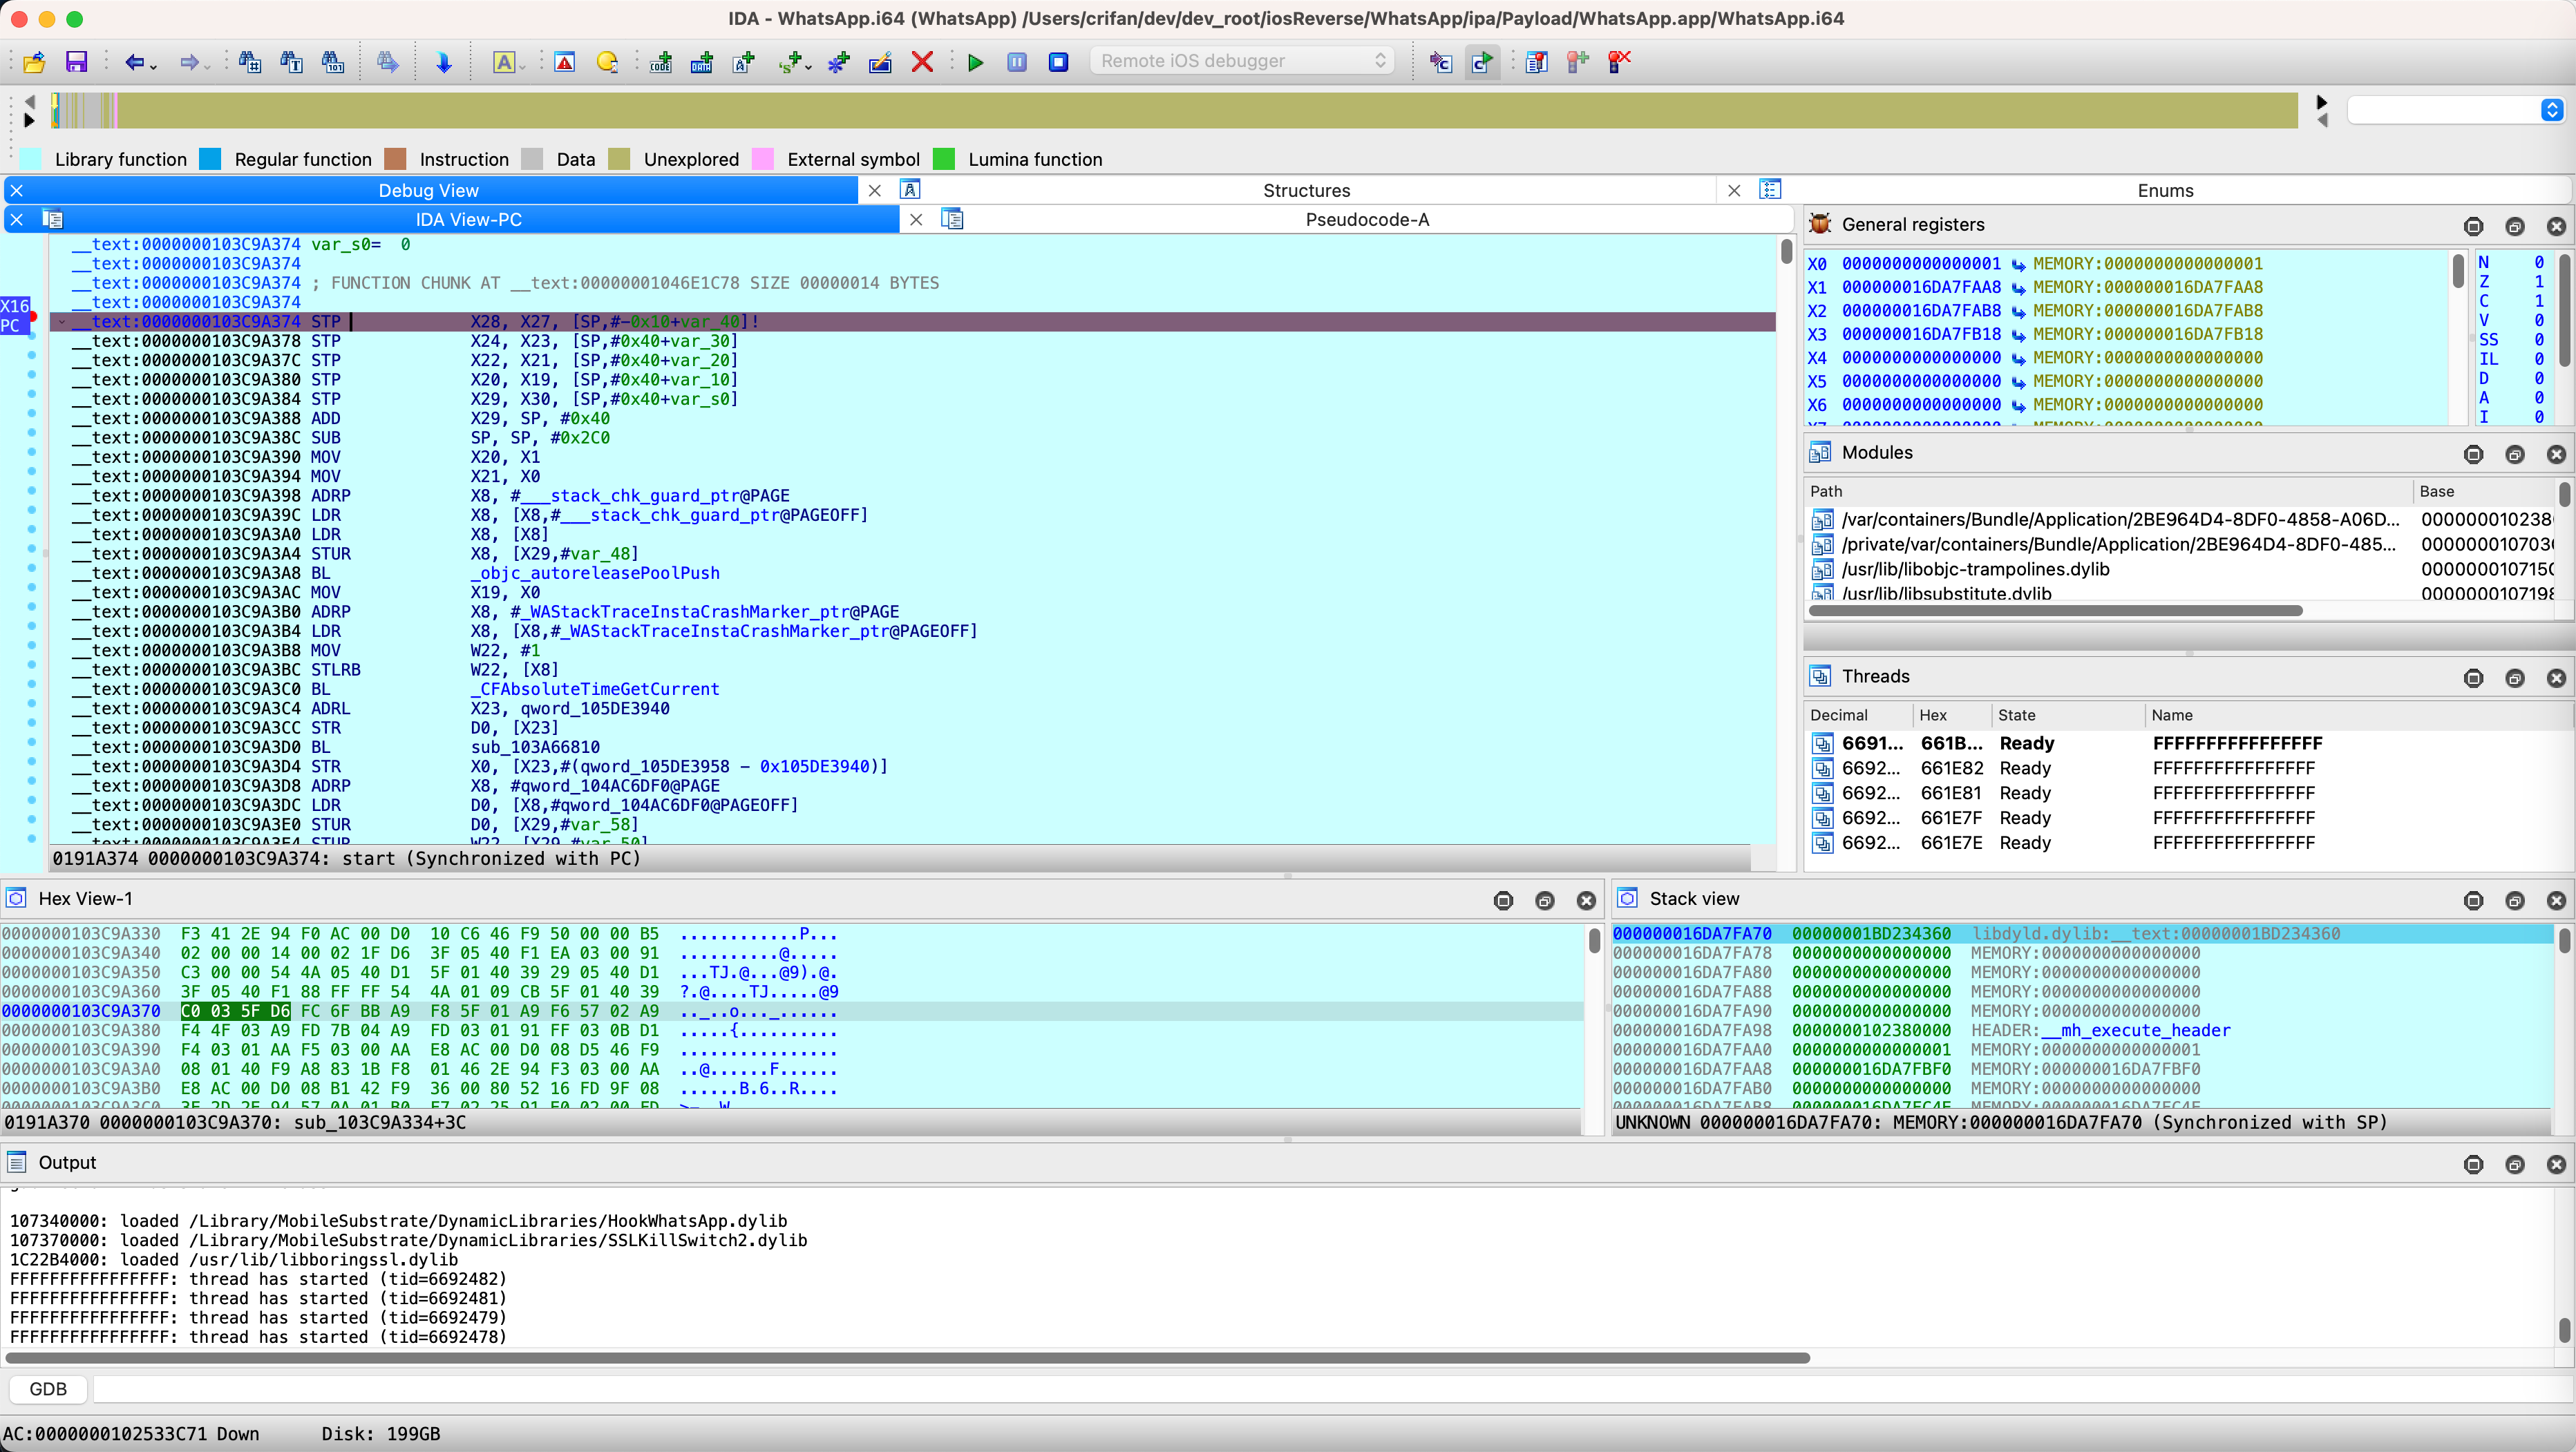 IDA - WhatsApp.i64 (WhatsApp) /Users/crifan/dev/dev_root/iosReverse/WhatsApp/ipa/Payload/WhatsApp.app/WhatsApp.i64
Remote iOS debugger
Library function Regular function Instruction Data Unexplored External symbol Lumina function
Debug View Structures Enums
IDA View-PC Pseudocode-A
__text:0000000103C9A374 var_s0= 0
__text:0000000103C9A374
__text:0000000103C9A374 ; FUNCTION CHUNK AT __text:00000001046E1C78 SIZE 00000014 BYTES
__text:0000000103C9A374
X16
PC
__text:0000000103C9A374 STP X28, X27, [SP,#-0x10+var_40]!
__text:0000000103C9A378 STP X24, X23, [SP,#0x40+var_30]
__text:0000000103C9A37C STP X22, X21, [SP,#0x40+var_20]
__text:0000000103C9A380 STP X20, X19, [SP,#0x40+var_10]
__text:0000000103C9A384 STP X29, X30, [SP,#0x40+var_s0]
__text:0000000103C9A388 ADD X29, SP, #0x40
__text:0000000103C9A38C SUB SP, SP, #0x2C0
__text:0000000103C9A390 MOV X20, X1
__text:0000000103C9A394 MOV X21, X0
__text:0000000103C9A398 ADRP X8, #___stack_chk_guard_ptr@PAGE
__text:0000000103C9A39C LDR X8, [X8,#___stack_chk_guard_ptr@PAGEOFF]
__text:0000000103C9A3A0 LDR X8, [X8]
__text:0000000103C9A3A4 STUR X8, [X29,#var_48]
__text:0000000103C9A3A8 BL _objc_autoreleasePoolPush
__text:0000000103C9A3AC MOV X19, X0
__text:0000000103C9A3B0 ADRP X8, #_WAStackTraceInstaCrashMarker_ptr@PAGE
__text:0000000103C9A3B4 LDR X8, [X8,#_WAStackTraceInstaCrashMarker_ptr@PAGEOFF]
__text:0000000103C9A3B8 MOV W22, #1
__text:0000000103C9A3BC STLRB W22, [X8]
__text:0000000103C9A3C0 BL _CFAbsoluteTimeGetCurrent
__text:0000000103C9A3C4 ADRL X23, qword_105DE3940
__text:0000000103C9A3CC STR D0, [X23]
__text:0000000103C9A3D0 BL sub_103A66810
__text:0000000103C9A3D4 STR X0, [X23,#(qword_105DE3958 - 0x105DE3940)]
__text:0000000103C9A3D8 ADRP X8, #qword_104AC6DF0@PAGE
__text:0000000103C9A3DC LDR D0, [X8,#qword_104AC6DF0@PAGEOFF]
__text:0000000103C9A3E0 STUR D0, [X29,#var_58]
__text:0000000103C9A3E4 STUR W22, [X29,#var_50]
0191A374 0000000103C9A374: start (Synchronized with PC)
General registers
X0 0000000000000001 MEMORY:0000000000000001
X1 000000016DA7FAA8 MEMORY:000000016DA7FAA8
X2 000000016DA7FAB8 MEMORY:000000016DA7FAB8
X3 000000016DA7FB18 MEMORY:000000016DA7FB18
X4 0000000000000000 MEMORY:0000000000000000
X5 0000000000000000 MEMORY:0000000000000000
X6 0000000000000000 MEMORY:0000000000000000
N 0
Z 1
C 1
V 0
SS 0
IL 0
D 0
A 0
I 0
Modules
Path Base
/var/containers/Bundle/Application/2BE964D4-8DF0-4858-A06D... 000000010238
/private/var/containers/Bundle/Application/2BE964D4-8DF0-485... 000000010703
/usr/lib/libobjc-trampolines.dylib 000000010715
/usr/lib/libsubstitute.dylib 000000010719
Threads
Decimal Hex State Name
6691... 661B... Ready FFFFFFFFFFFFFFFF
6692... 661E82 Ready FFFFFFFFFFFFFFFF
6692... 661E81 Ready FFFFFFFFFFFFFFFF
6692... 661E7F Ready FFFFFFFFFFFFFFFF
6692... 661E7E Ready FFFFFFFFFFFFFFFF
Hex View-1
0000000103C9A330 F3 41 2E 94 F0 AC 00 D0 10 C6 46 F9 50 00 00 B5 ............P...
0000000103C9A340 02 00 00 14 00 02 1F D6 3F 05 40 F1 EA 03 00 91 ..........@.....
0000000103C9A350 C3 00 00 54 4A 05 40 D1 5F 01 40 39 29 05 40 D1 ...TJ.@...@9).@.
0000000103C9A360 3F 05 40 F1 88 FF FF 54 4A 01 09 CB 5F 01 40 39 ?.@....TJ.....@9
0000000103C9A370 C0 03 5F D6 FC 6F BB A9 F8 5F 01 A9 F6 57 02 A9 .._..o..._......
0000000103C9A380 F4 4F 03 A9 FD 7B 04 A9 FD 03 01 91 FF 03 0B D1 .....{..........
0000000103C9A390 F4 03 01 AA F5 03 00 AA E8 AC 00 D0 08 D5 46 F9 ................
0000000103C9A3A0 08 01 40 F9 A8 83 1B F8 01 46 2E 94 F3 03 00 AA ..@......F......
0000000103C9A3B0 E8 AC 00 D0 08 B1 42 F9 36 00 80 52 16 FD 9F 08 ......B.6..R....
0000000103C9A3C0 3E 2D 2E 94 57 0A 01 B0 F7 02 25 91 E0 02 00 FD
0191A370 0000000103C9A370: sub_103C9A334+3C
Stack view
000000016DA7FA70 00000001BD234360 libdyld.dylib:__text:00000001BD234360
000000016DA7FA78 0000000000000000 MEMORY:0000000000000000
000000016DA7FA80 0000000000000000 MEMORY:0000000000000000
000000016DA7FA88 0000000000000000 MEMORY:0000000000000000
000000016DA7FA90 0000000000000000 MEMORY:0000000000000000
000000016DA7FA98 0000000102380000 HEADER:__mh_execute_header
000000016DA7FAA0 0000000000000001 MEMORY:0000000000000001
000000016DA7FAA8 000000016DA7FBF0 MEMORY:000000016DA7FBF0
000000016DA7FAB0 0000000000000000 MEMORY:0000000000000000
000000016DA7FAB8 000000016DA7FC4E MEMORY:000000016DA7FC4E
UNKNOWN 000000016DA7FA70: MEMORY:000000016DA7FA70 (Synchronized with SP)
Output
107340000: loaded /Library/MobileSubstrate/DynamicLibraries/HookWhatsApp.dylib
107370000: loaded /Library/MobileSubstrate/DynamicLibraries/SSLKillSwitch2.dylib
1C22B4000: loaded /usr/lib/libboringssl.dylib
FFFFFFFFFFFFFFFF: thread has started (tid=6692482)
FFFFFFFFFFFFFFFF: thread has started (tid=6692481)
FFFFFFFFFFFFFFFF: thread has started (tid=6692479)
FFFFFFFFFFFFFFFF: thread has started (tid=6692478)
GDB
AC:0000000102533C71 Down Disk: 199GB